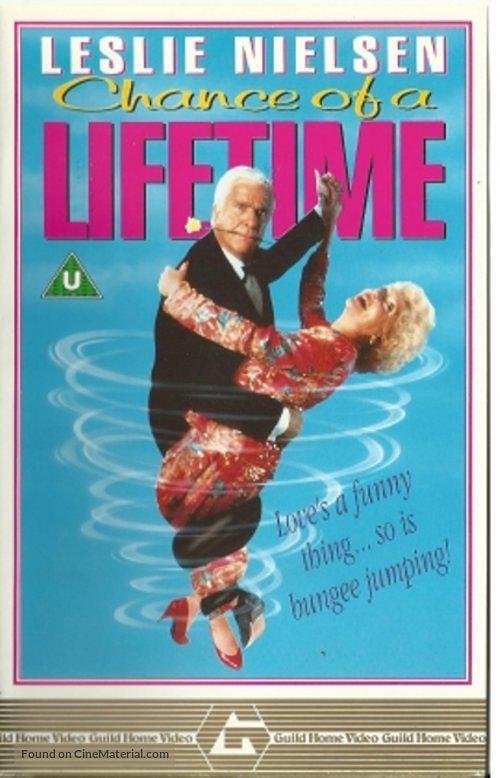 LESLIE NIELSEN
Chance of a
LIFETIME
U
Love's a funny
thing... so is
bungee jumping!
ild Home Video Guild Home Video G Guild Home Video Guild Home Video
Found on CineMaterial.com